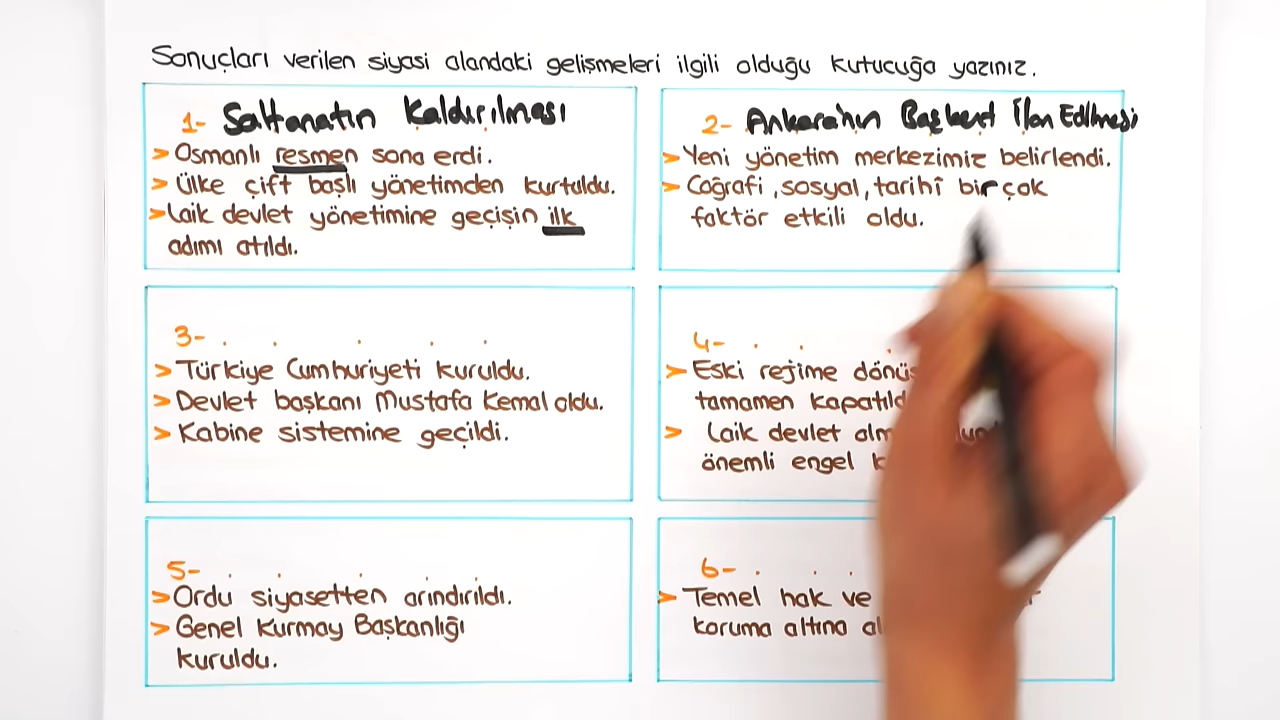 Sonuçları verilen siyasi alandaki gelişmeleri ilgili olduğu kutucuğa yazınız.
1- Saltanatın Kaldırılması
> Osmanlı resmen sona erdi.
> Ülke çift başlı yönetimden kurtuldu.
> Laik devlet yönetimine geçişin ilk
adımı atıldı.
2- Ankara'nın Başkent İlan Edilmesi
> Yeni yönetim merkezimiz belirlendi.
> Coğrafi, sosyal, tarihî bir çok
faktör etkili oldu.
3- . . . .
> Türkiye Cumhuriyeti kuruldu.
> Devlet başkanı Mustafa Kemal oldu.
> Kabine sistemine geçildi.
4- . .
> Eski rejime
tamamen
> Laik devlet
önemli engel
5- . . . .
> Ordu siyasetten arındırıldı.
> Genel Kurmay Başkanlığı
kuruldu.
6- . . .
> Temel hak ve
koruma altına